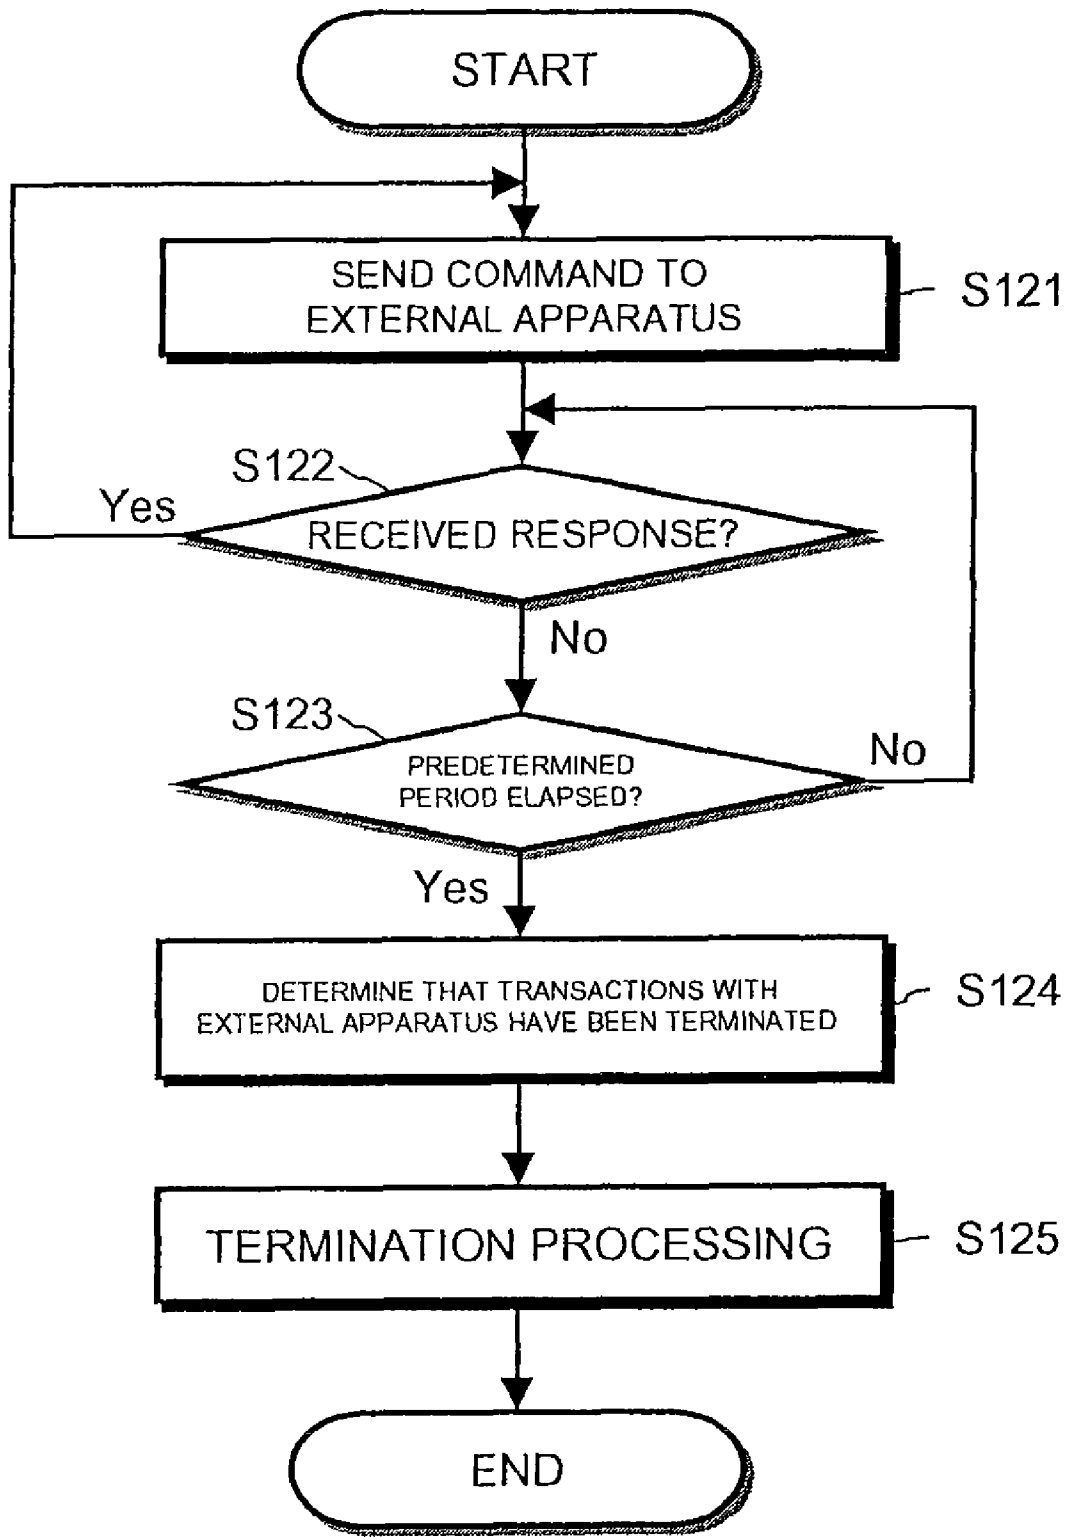 START
SEND COMMAND TO
EXTERNAL APPARATUS
S121
S122
Yes
RECEIVED RESPONSE?
No
S123
PREDETERMINED
PERIOD ELAPSED?
No
Yes
DETERMINE THAT TRANSACTIONS WITH
EXTERNAL APPARATUS HAVE BEEN TERMINATED
S124
TERMINATION PROCESSING
S125
END